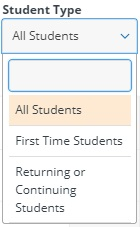 Student Type
All Students
All Students
First Time Students
Returning or
Continuing
Students